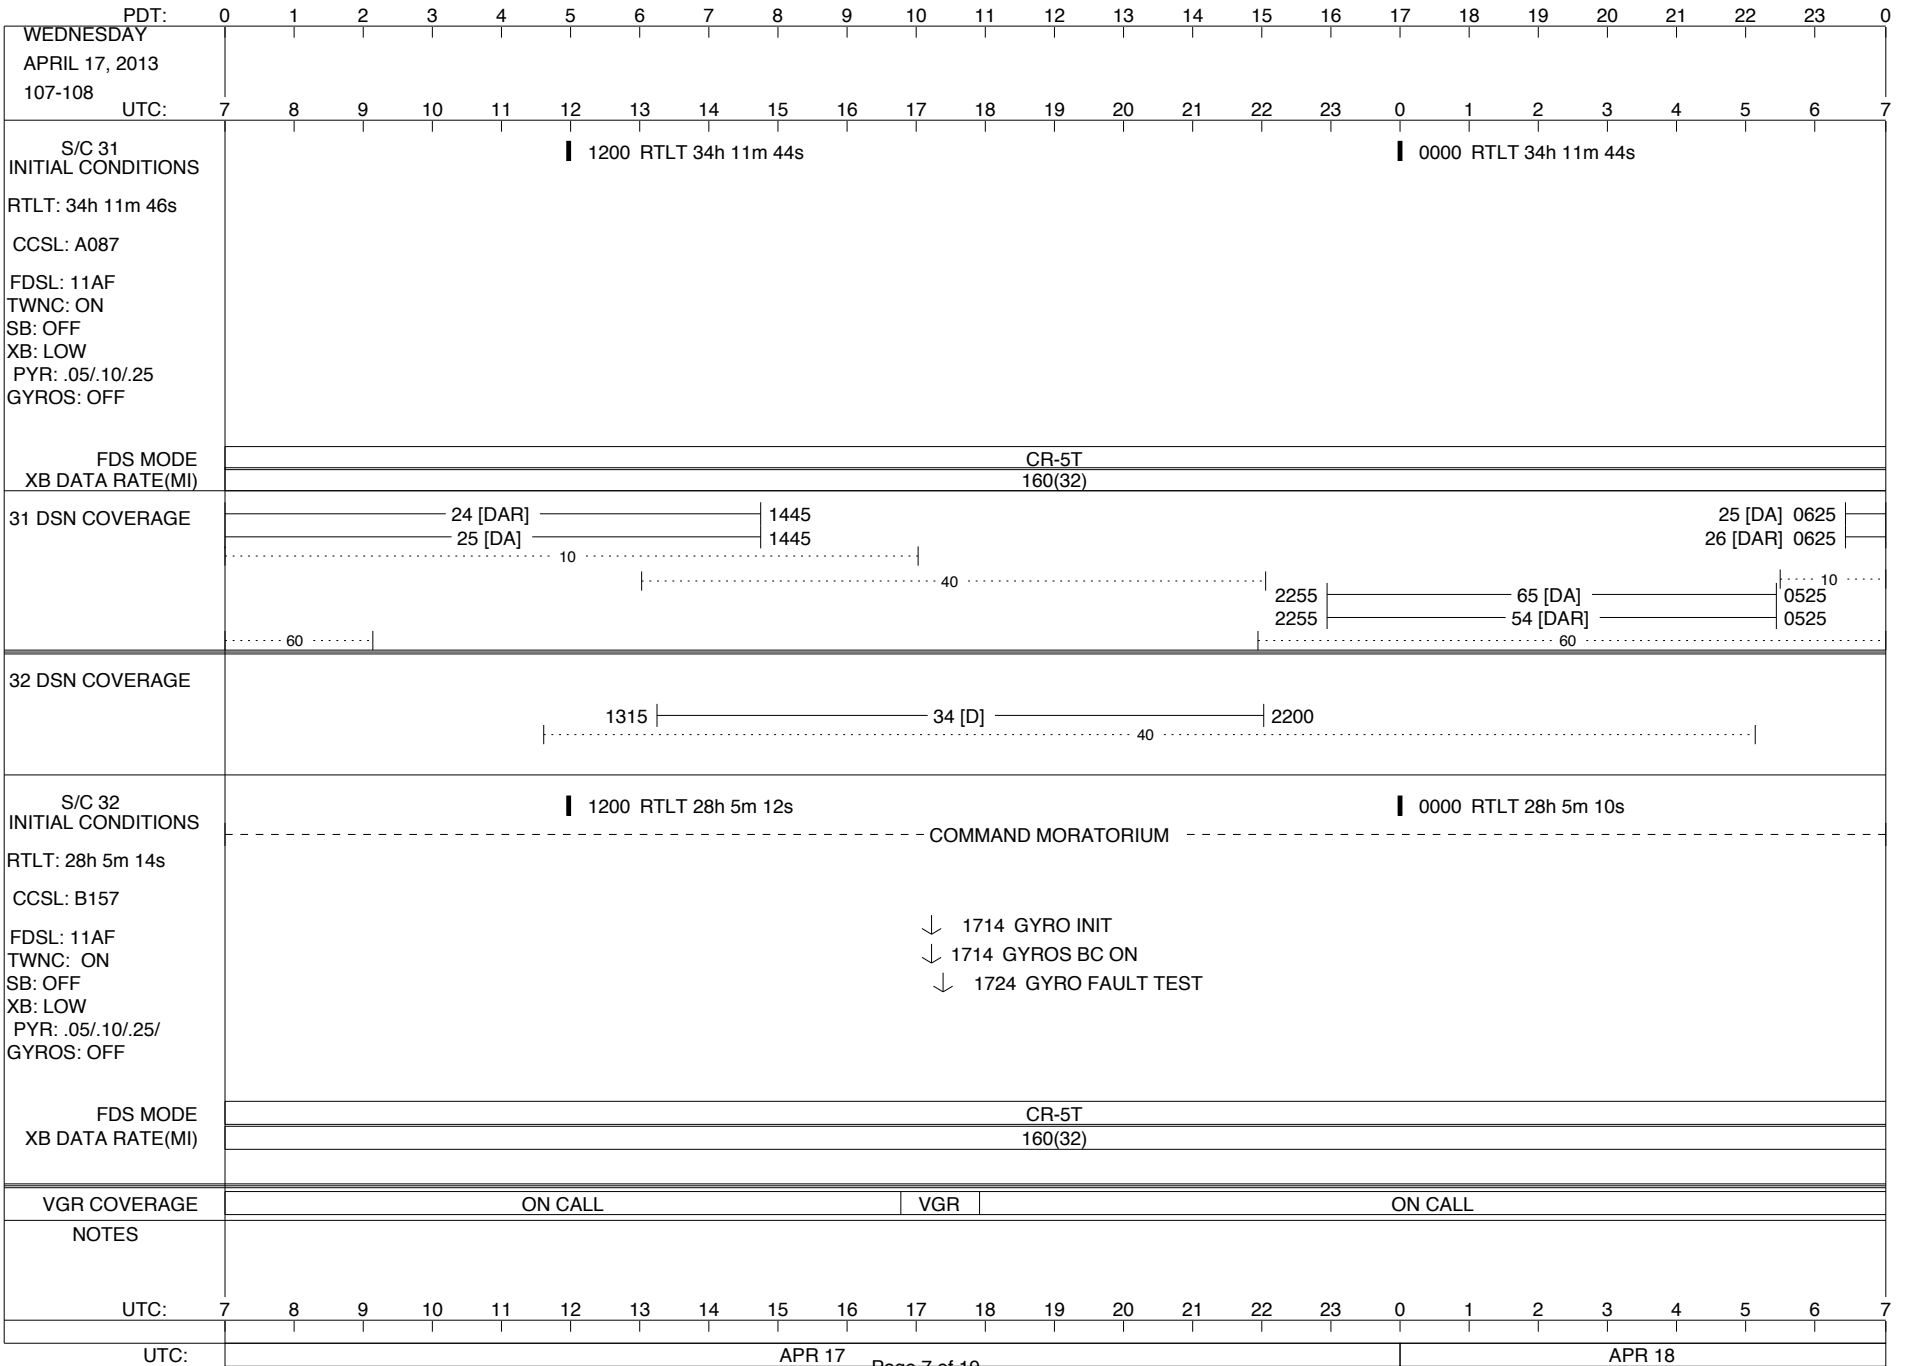 PDT: 0 1 2 3 4 5 6 7 8 9 10 11 12 13 14 15 16 17 18 19 20 21 22 23 0
WEDNESDAY
APRIL 17, 2013
107-108
UTC: 7 8 9 10 11 12 13 14 15 16 17 18 19 20 21 22 23 0 1 2 3 4 5 6 7
S/C 31
INITIAL CONDITIONS
1200 RTLT 34h 11m 44s
0000 RTLT 34h 11m 44s
RTLT: 34h 11m 46s
CCSL: A087
FDSL: 11AF
TWNC: ON
SB: OFF
XB: LOW
PYR: .05/.10/.25
GYROS: OFF
FDS MODE CR-5T
XB DATA RATE(MI) 160(32)
31 DSN COVERAGE
24 [DAR] 1445
25 [DA] 0625
25 [DA] 1445
26 [DAR] 0625
10
40
10
2255 65 [DA] 0525
2255 54 [DAR] 0525
60
60
32 DSN COVERAGE
1315 34 [D] 2200
40
S/C 32
INITIAL CONDITIONS
1200 RTLT 28h 5m 12s
0000 RTLT 28h 5m 10s
COMMAND MORATORIUM
RTLT: 28h 5m 14s
CCSL: B157
FDSL: 11AF
TWNC: ON
SB: OFF
XB: LOW
PYR: .05/.10/.25/
GYROS: OFF
1714 GYRO INIT
1714 GYROS BC ON
1724 GYRO FAULT TEST
FDS MODE CR-5T
XB DATA RATE(MI) 160(32)
VGR COVERAGE ON CALL VGR ON CALL
NOTES
UTC: 7 8 9 10 11 12 13 14 15 16 17 18 19 20 21 22 23 0 1 2 3 4 5 6 7
UTC: APR 17 APR 18
Page 7 of 10